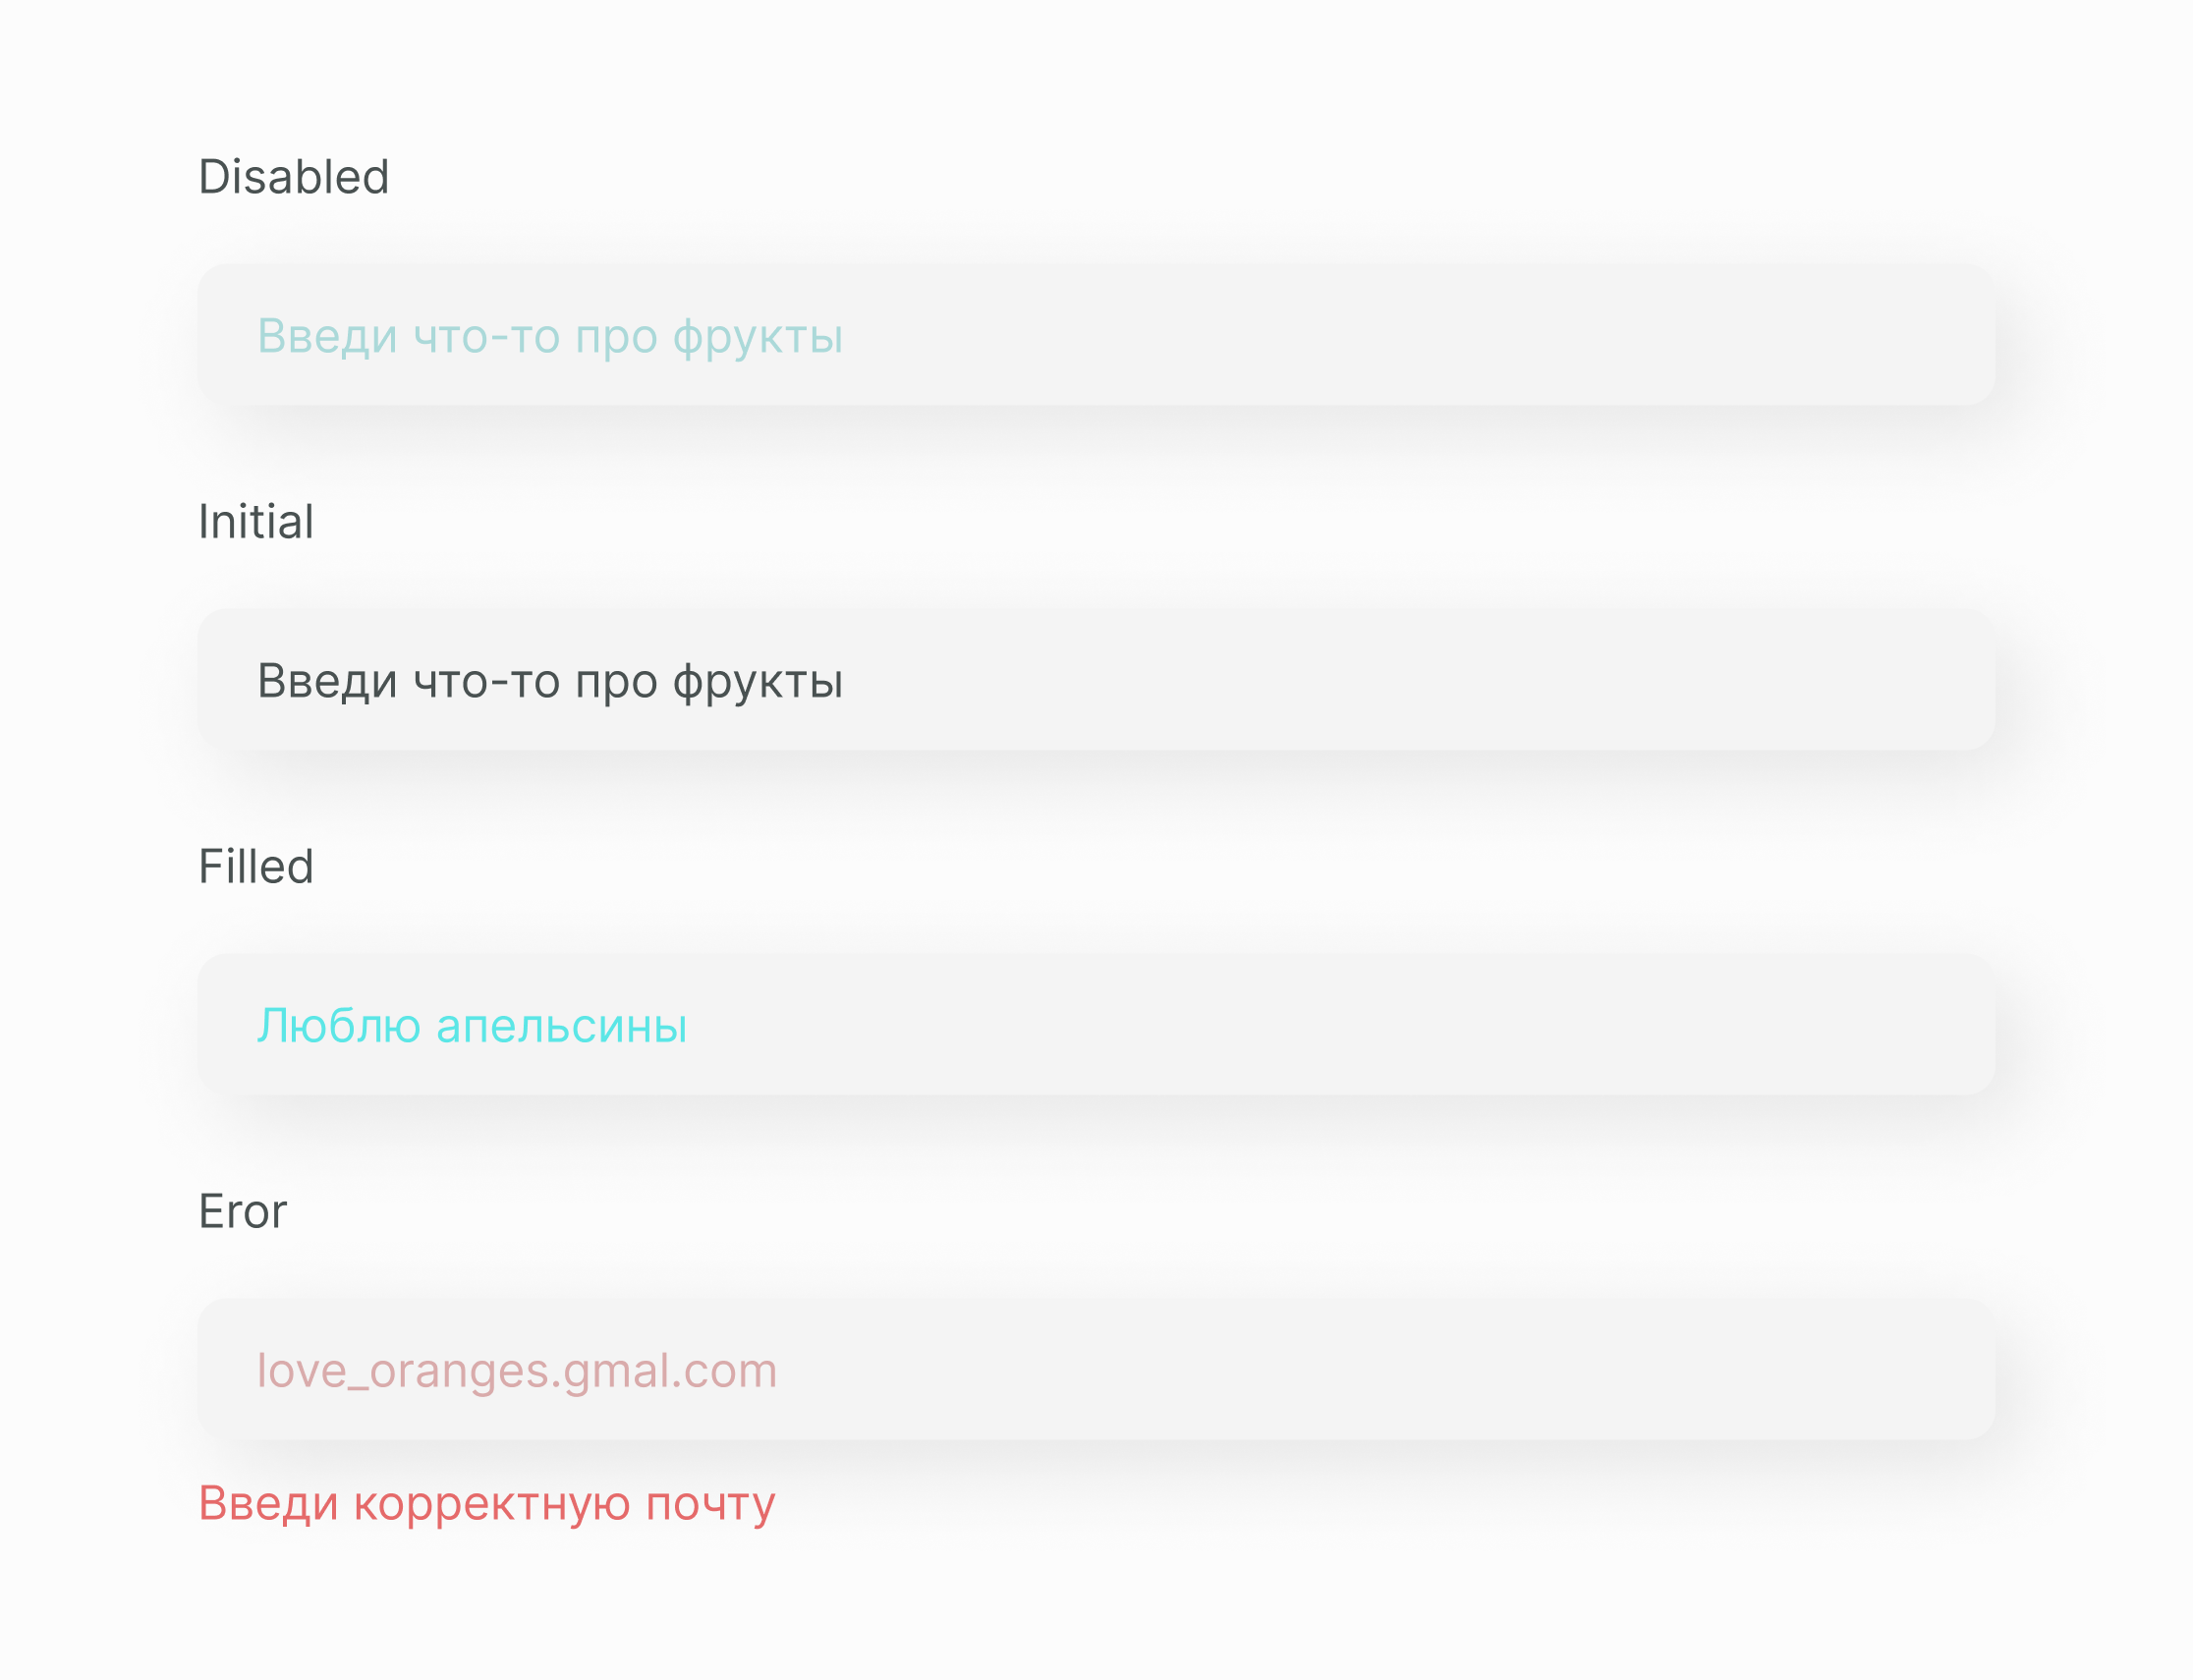 Disabled
Введи что-то про фрукты
Initial
Введи что-то про фрукты
Filled
Люблю апельсины
Eror
love_oranges.gmal.com
Введи корректную почту